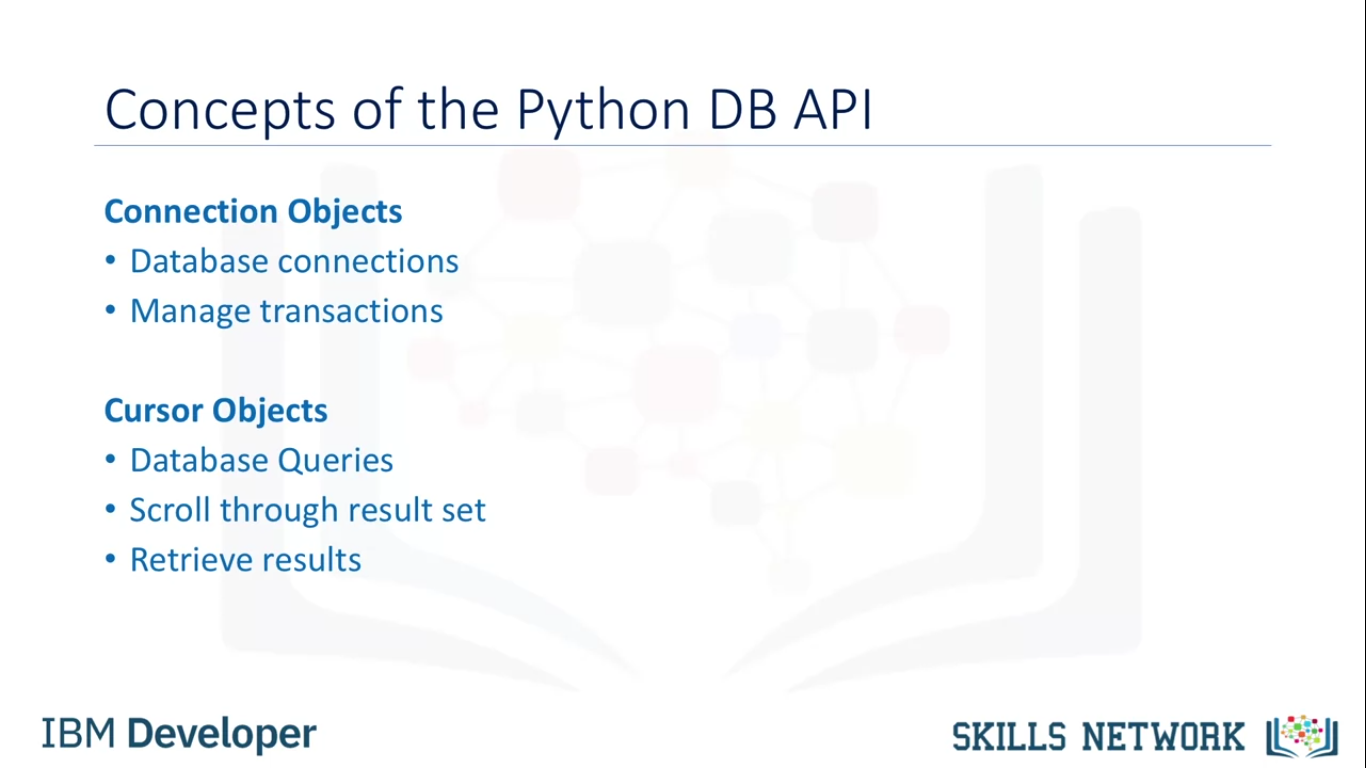 Concepts of the Python DB API
Connection Objects
• Database connections
• Manage transactions
Cursor Objects
• Database Queries
• Scroll through result set
• Retrieve results
IBM Developer
SKILLS NETWORK